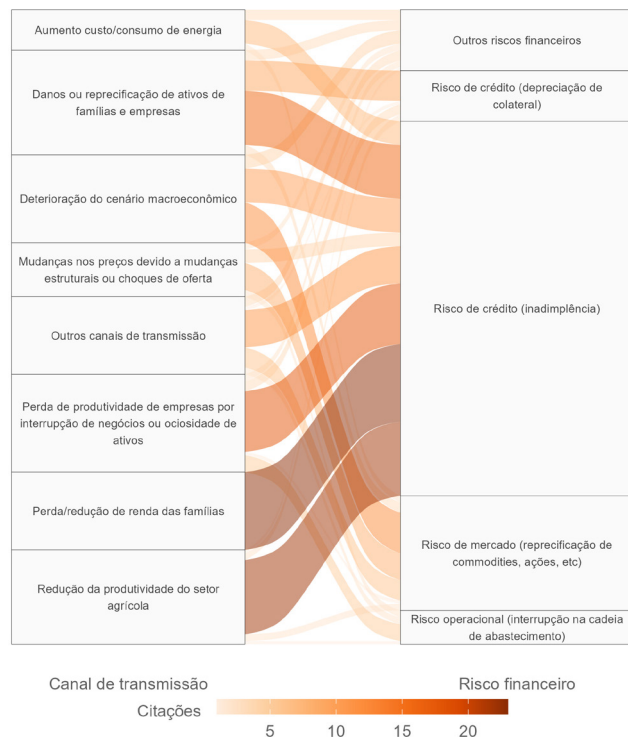 Aumento custo/consumo de energia
Danos ou reprecificação de ativos de
famílias e empresas
Deterioração do cenário macroeconômico
Mudanças nos preços devido a mudanças
estruturais ou choques de oferta
Outros canais de transmissão
Perda de produtividade de empresas por
interrupção de negócios ou ociosidade de
ativos
Perda/redução de renda das famílias
Redução da produtividade do setor
agrícola
Outros riscos financeiros
Risco de crédito (depreciação de
colateral)
Risco de crédito (inadimplência)
Risco de mercado (reprecificação de
commodities, ações, etc)
Risco operacional (interrupção na cadeia
de abastecimento)
Canal de transmissão
Risco financeiro
Citações
5 10 15 20